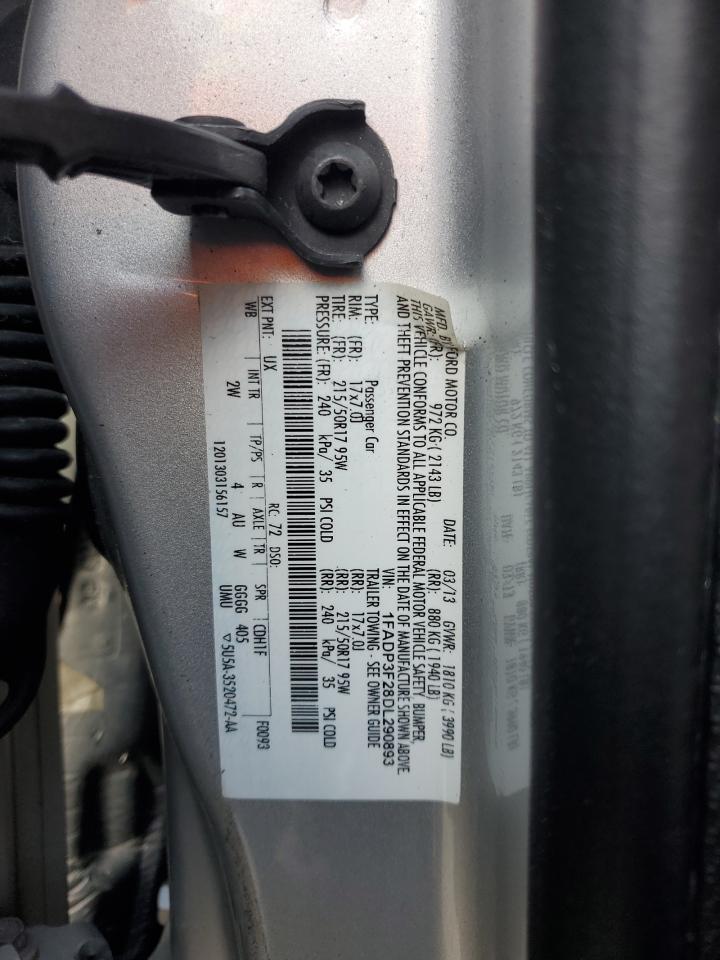 MFD. BY FORD MOTOR CO.
DATE: 03/13 GVWR: 1810 KG ( 3990 LB)
GAWR: (FR): 972 KG ( 2143 LB) (RR): 880 KG ( 1940 LB)
THIS VEHICLE CONFORMS TO ALL APPLICABLE FEDERAL MOTOR VEHICLE SAFETY, BUMPER,
AND THEFT PREVENTION STANDARDS IN EFFECT ON THE DATE OF MANUFACTURE SHOWN ABOVE.
VIN: 1FADP3F28DL290893
TYPE: Passenger Car TRAILER TOWING - SEE OWNER GUIDE
RIM: (FR): 17x7.0J (RR): 17x7.0J
TIRE: (FR): 215/50R17 95W (RR): 215/50R17 95W
PRESSURE: (FR): 240 kPa/ 35 PSI COLD (RR): 240 kPa/ 35 PSI COLD
RC: 72 DSO:
F0093
EXT PNT: UX
WB INT TR TP/PS R AXLE TR SPR CDH1F
2W 4 AU W GGGG 405
1201303156157 UMU ▽5U5A-3520472-AA